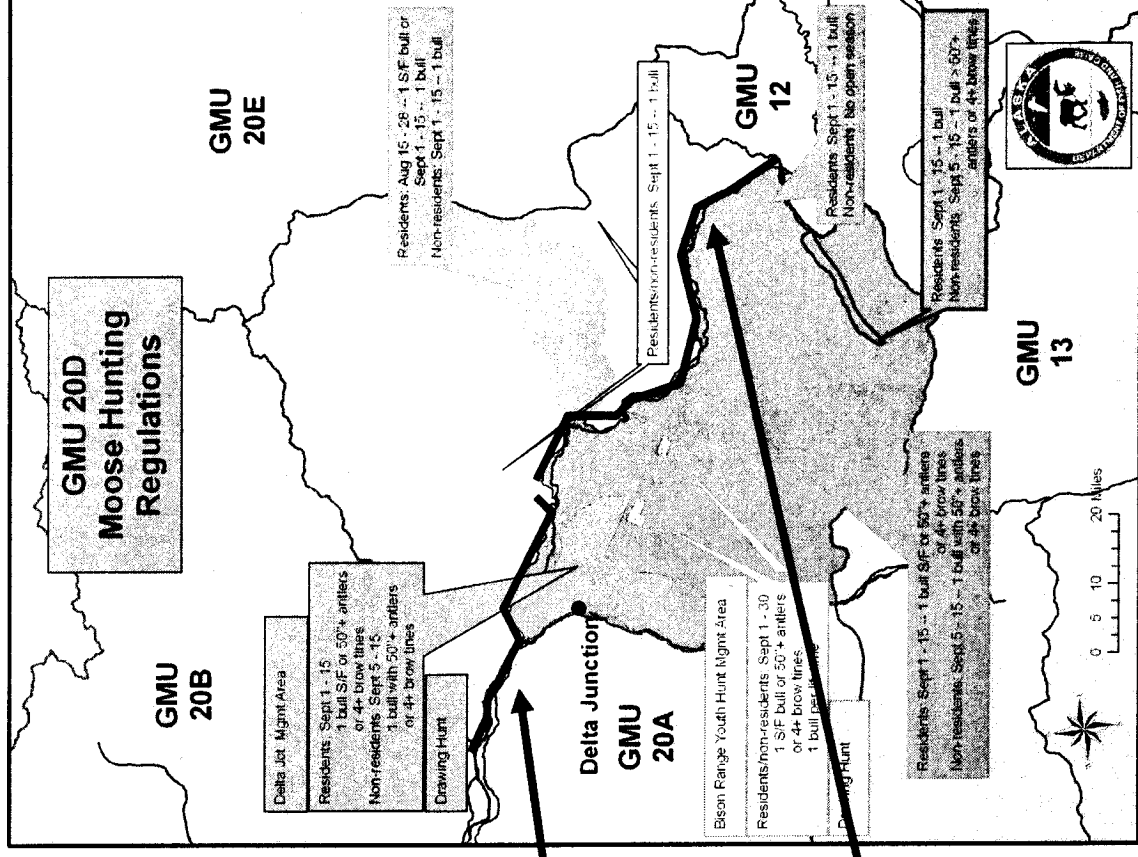 GMU 20D
Moose Hunting
Regulations
GMU
20E
GMU
20B
Residents: Aug 15 - 28 -- 1 S/F bull or
Sept 1 - 15 -- 1 bull
Non-residents: Sept 1 - 15 -- 1 bull
Delta Jct. Mgmt Area
Residents: Sept 1 - 15
1 bull S/F or 50"+ antlers
or 4+ brow tines
Non-residents: Sept 5 - 15
1 bull with 50"+ antlers
or 4+ brow tines
Drawing Hunt
Residents/non-residents: Sept 1 - 15 -- 1 bull
GMU
12
Delta Junction
GMU
20A
Residents: Sept 1 - 15 -- 1 bull
Non-residents: No open season
Bison Range Youth Hunt Mgmt Area
Residents/non-residents: Sept 1 - 30
1 S/F bull or 50"+ antlers
or 4+ brow tines
1 bull per
Hunt
Residents: Sept 1 - 15 -- 1 bull
Non-residents: Sept 5 - 15 -- 1 bull > 50"+
antlers or 4+ brow tines
GMU
13
Residents: Sept 1 - 15 -- 1 bull S/F or 50"+ antlers
or 4+ brow tines
Non-residents: Sept 5 - 15 -- 1 bull with 50"+ antlers
or 4+ brow tines
0 5 10 20 Miles
ALASKA